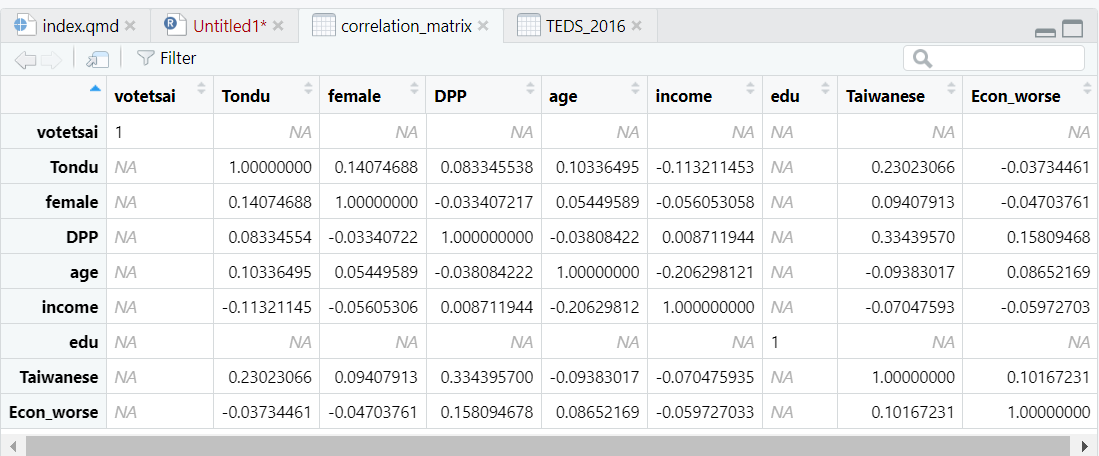 index.qmd Untitled1* correlation_matrix TEDS_2016
Filter
votetsai Tondu female DPP age income edu Taiwanese Econ_worse
votetsai 1 NA NA NA NA NA NA NA NA
Tondu NA 1.00000000 0.14074688 0.083345538 0.10336495 -0.113211453 NA 0.23023066 -0.03734461
female NA 0.14074688 1.00000000 -0.033407217 0.05449589 -0.056053058 NA 0.09407913 -0.04703761
DPP NA 0.08334554 -0.03340722 1.000000000 -0.03808422 0.008711944 NA 0.33439570 0.15809468
age NA 0.10336495 0.05449589 -0.038084222 1.00000000 -0.206298121 NA -0.09383017 0.08652169
income NA -0.11321145 -0.05605306 0.008711944 -0.20629812 1.000000000 NA -0.07047593 -0.05972703
edu NA NA NA NA NA NA 1 NA NA
Taiwanese NA 0.23023066 0.09407913 0.334395700 -0.09383017 -0.070475935 NA 1.00000000 0.10167231
Econ_worse NA -0.03734461 -0.04703761 0.158094678 0.08652169 -0.059727033 NA 0.10167231 1.00000000